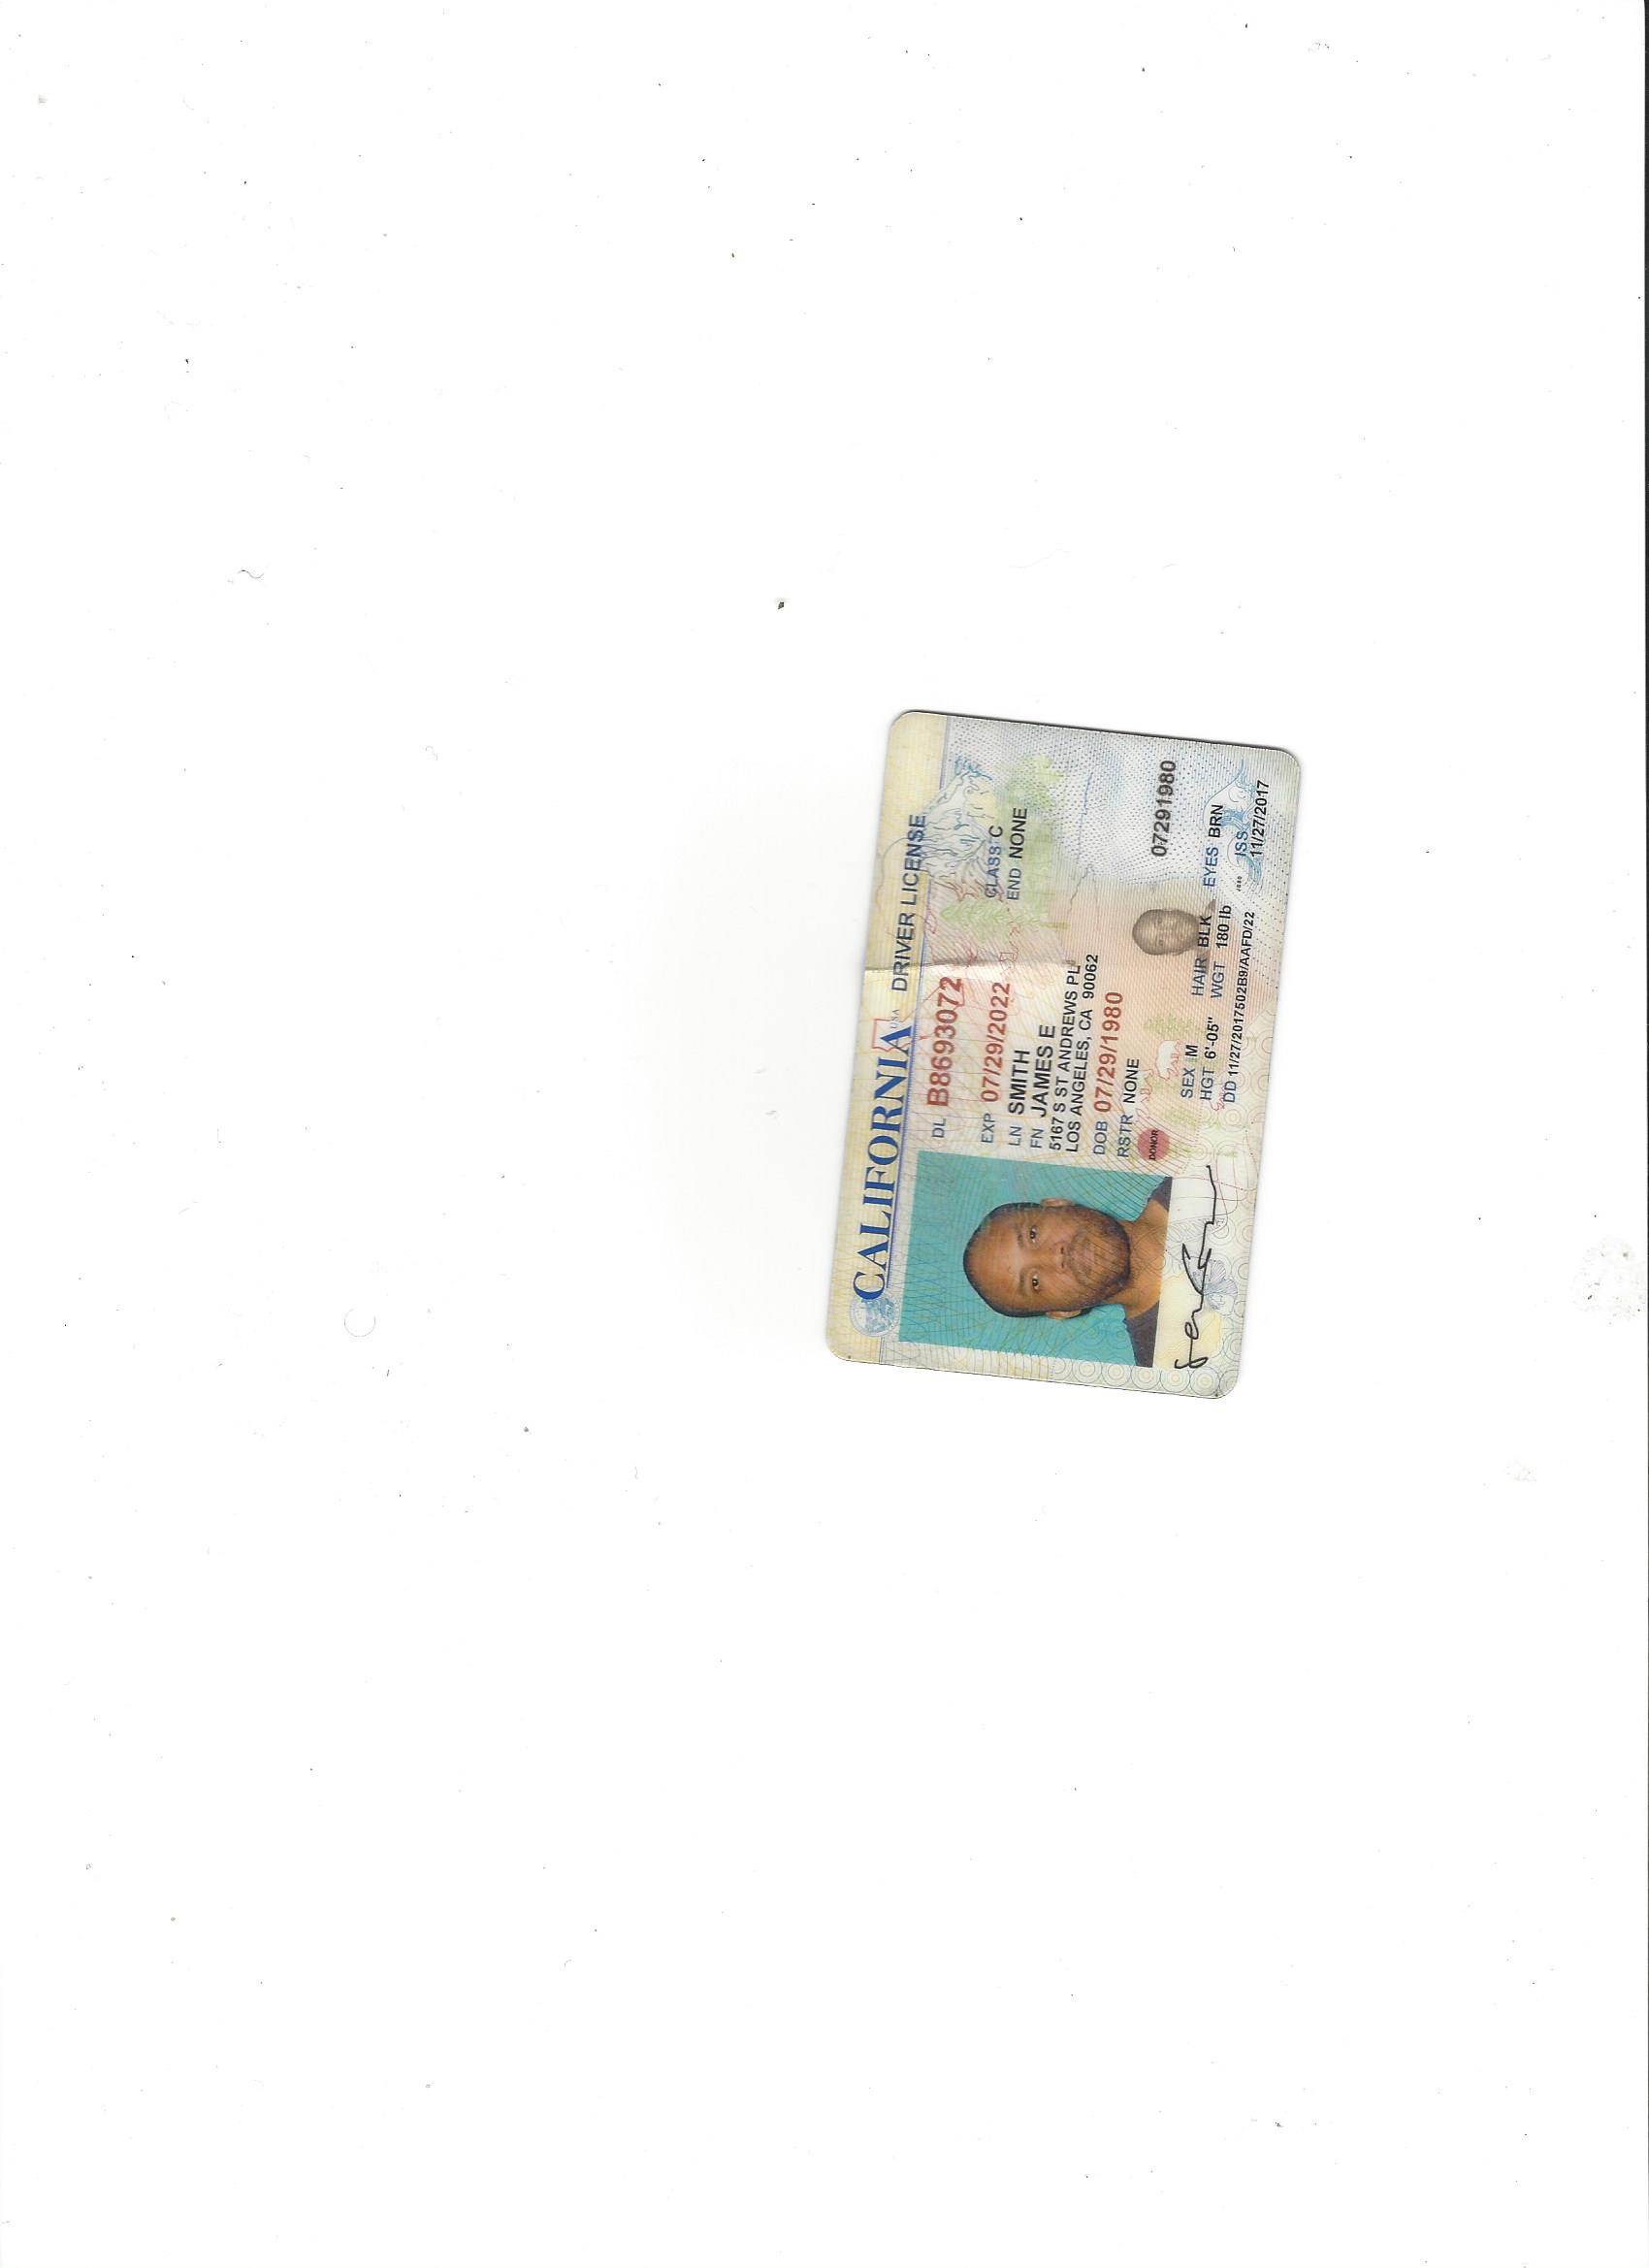 CALIFORNIA USA DRIVER LICENSE
DL B8693072
EXP 07/29/2022 CLASS C
LN SMITH END NONE
FN JAMES E
5167 S ST ANDREWS PL
LOS ANGELES, CA 90062
DOB 07/29/1980
RSTR NONE 07291980
DONOR
SEX M HAIR BLK EYES BRN
HGT 6'-05" WGT 180 lb ISS
DD 11/27/2017502B9/AAFD/22 11/27/2017